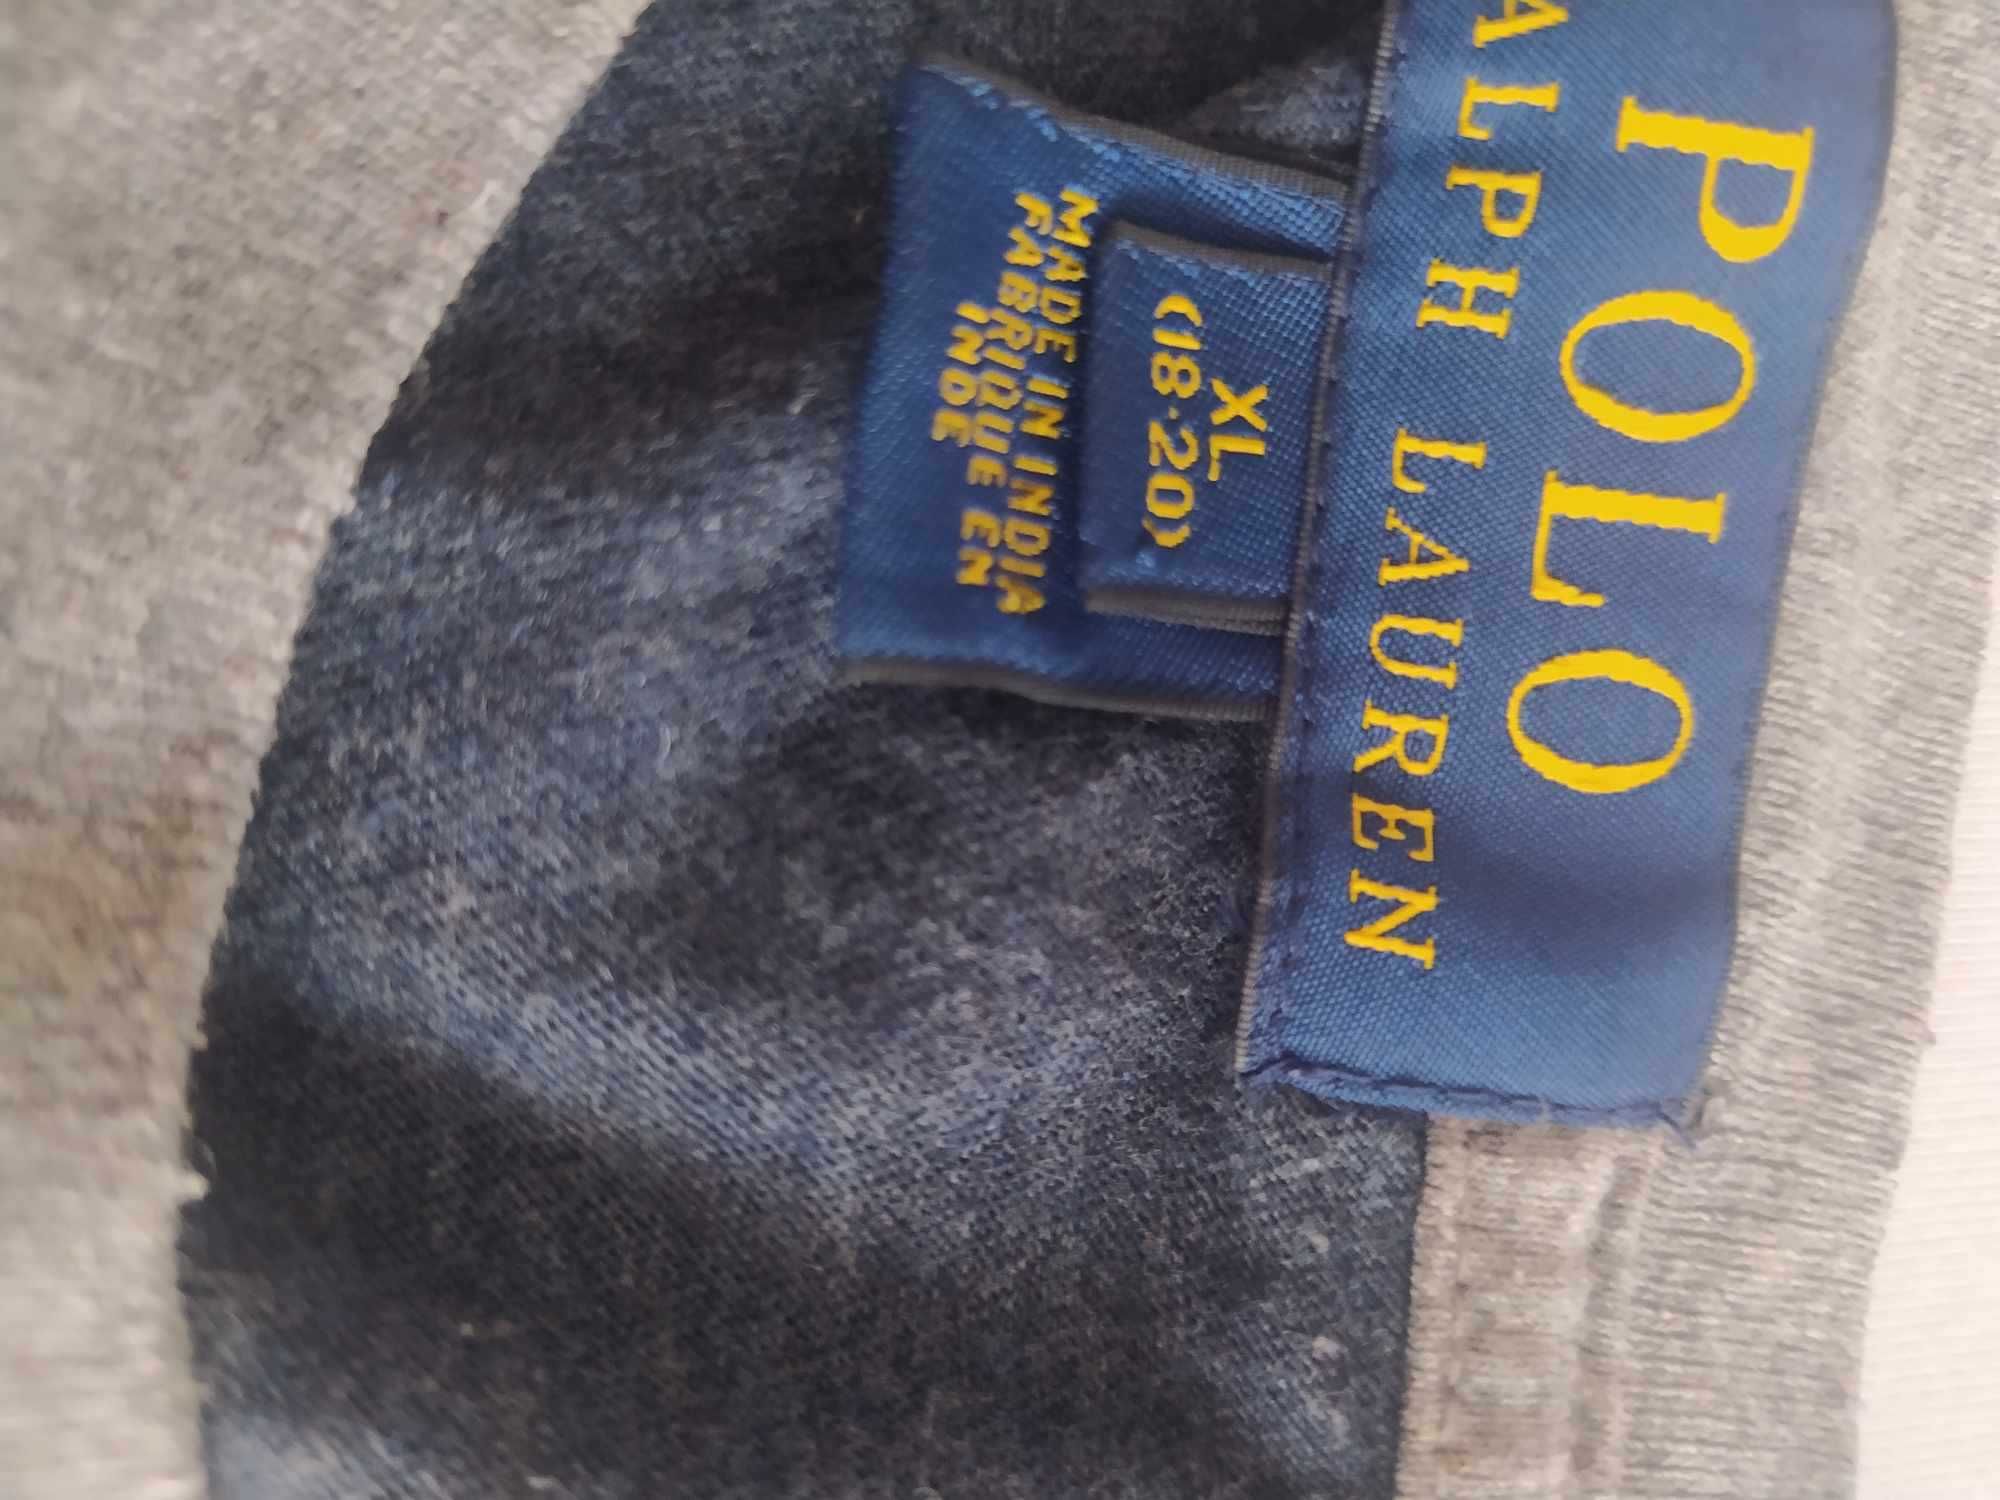 POLO
ALPH LAUREN
XL
(18-20)
MADE IN INDIA
FABRIQUE EN
INDE